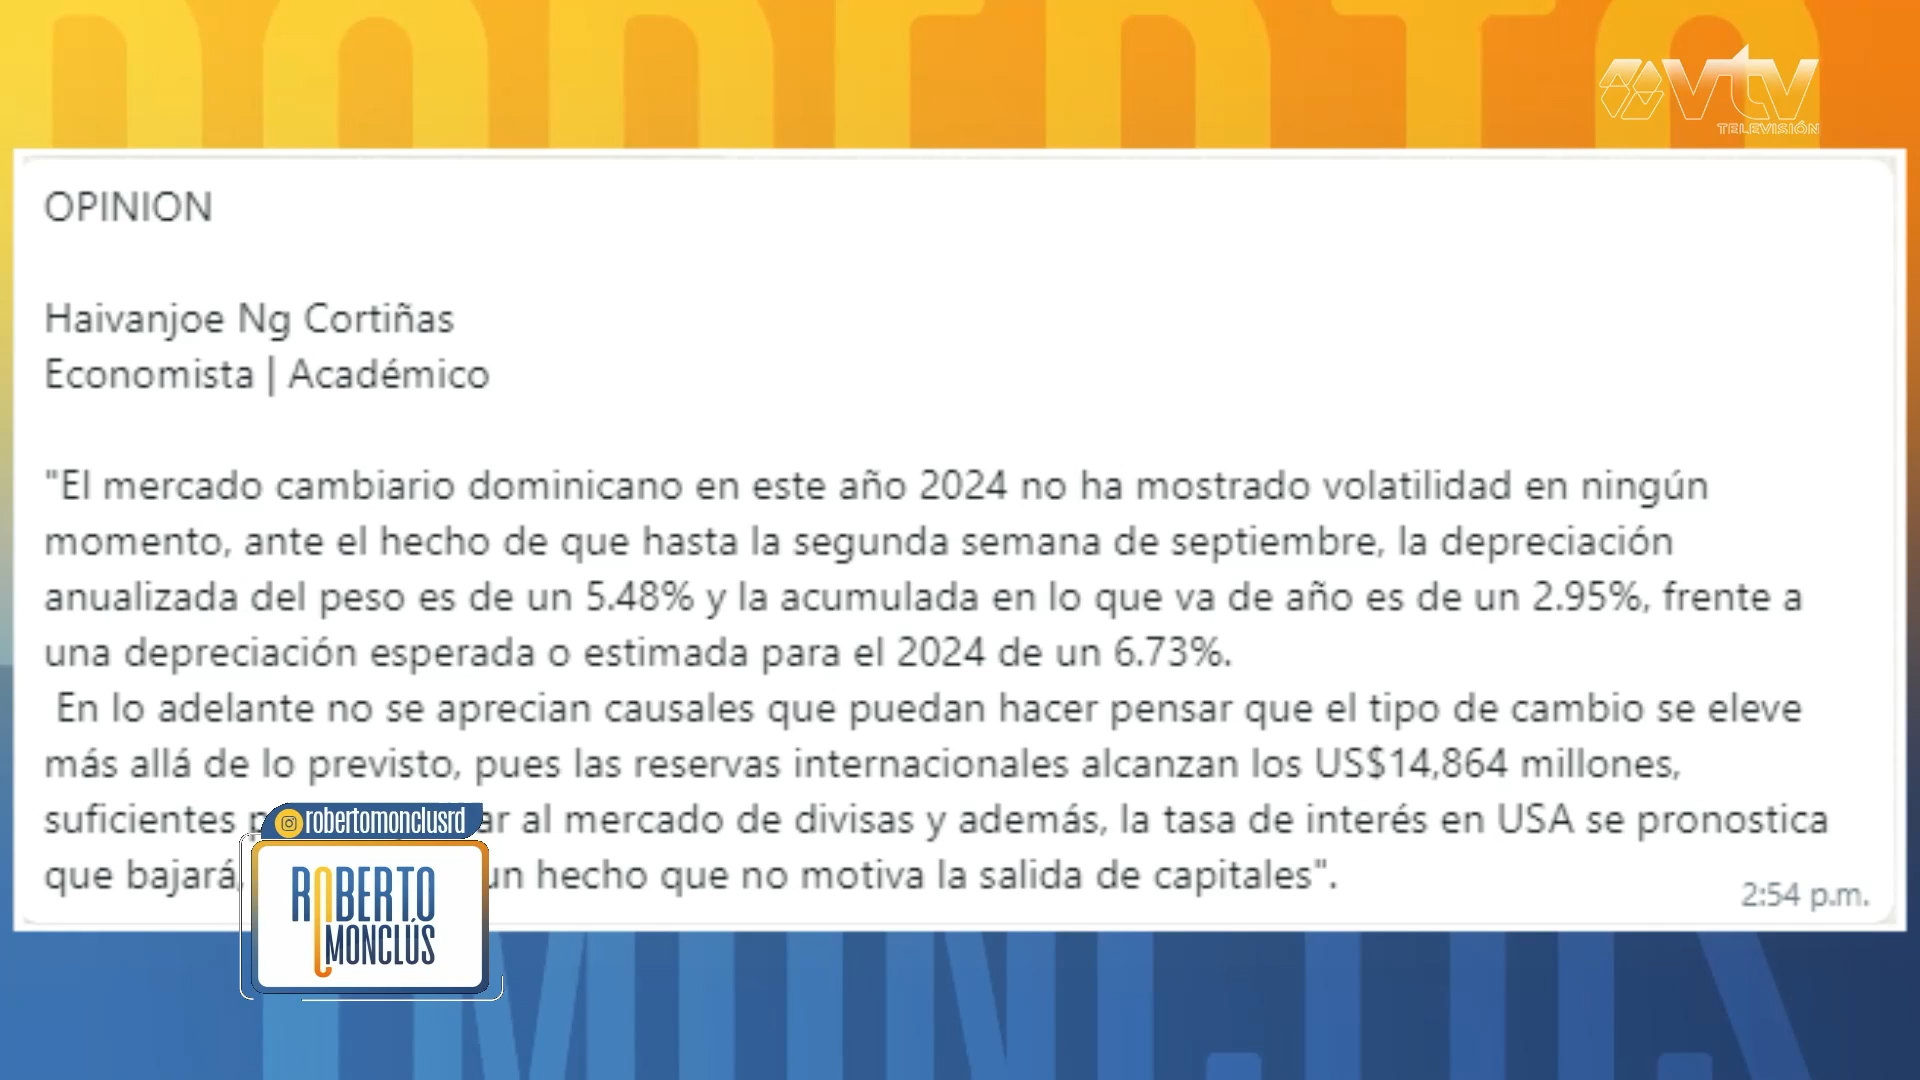 VTV
TELEVISIÓN
OPINION
Haivanjoe Ng Cortiñas
Economista | Académico
"El mercado cambiario dominicano en este año 2024 no ha mostrado volatilidad en ningún
momento, ante el hecho de que hasta la segunda semana de septiembre, la depreciación
anualizada del peso es de un 5.48% y la acumulada en lo que va de año es de un 2.95%, frente a
una depreciación esperada o estimada para el 2024 de un 6.73%.
En lo adelante no se aprecian causales que puedan hacer pensar que el tipo de cambio se eleve
más allá de lo previsto, pues las reservas internacionales alcanzan los US$14,864 millones,
suficientes al mercado de divisas y además, la tasa de interés en USA se pronostica
que bajará, un hecho que no motiva la salida de capitales".
2:54 p.m.
robertomonclusrd
ROBERTO
MONCLÚS